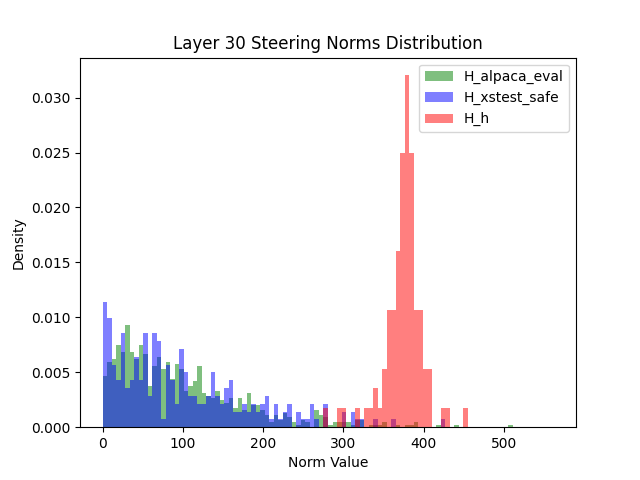 Layer 30 Steering Norms Distribution
H_alpaca_eval
H_xstest_safe
H_h
Density
0.030
0.025
0.020
0.015
0.010
0.005
0.000
0
100
200
300
400
500
Norm Value